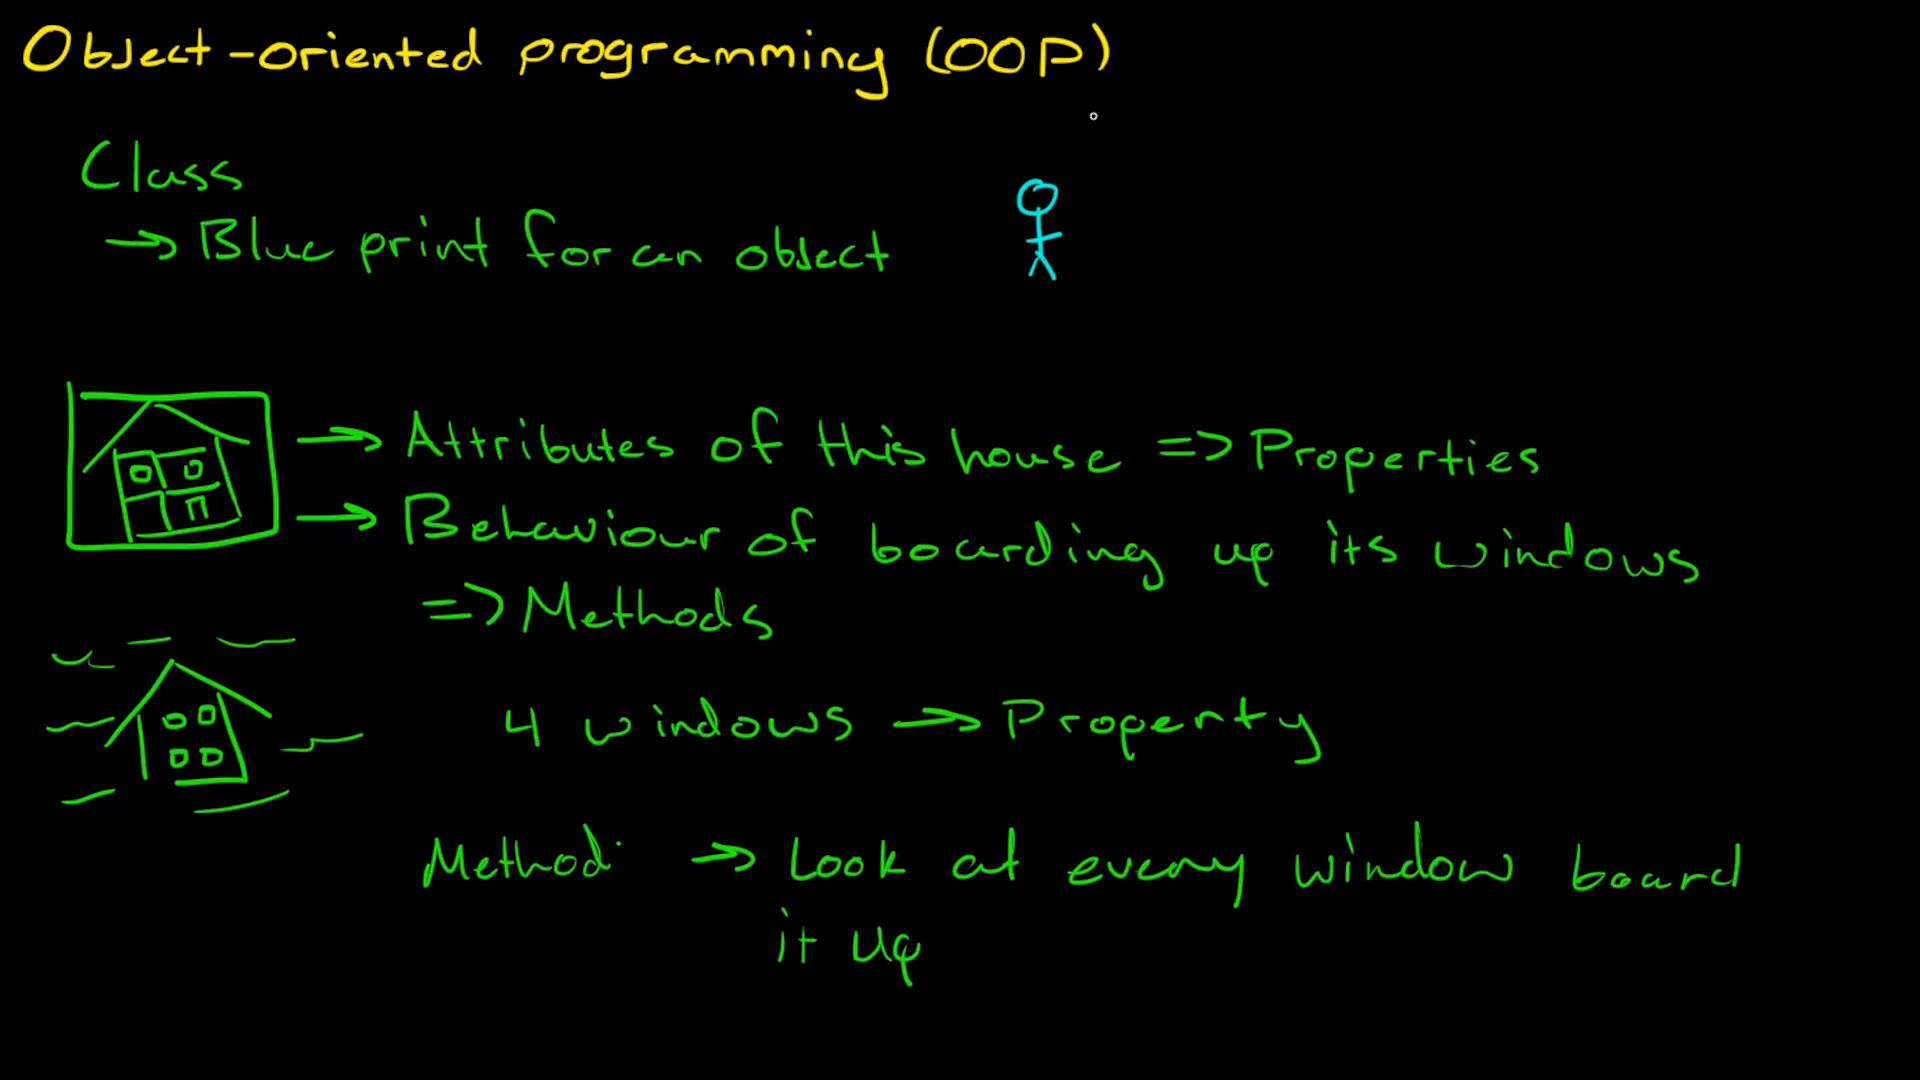 Object-oriented programming (OOP)
Class
→ Blue print for an object
→ Attributes of this house => Properties
→ Behaviour of boarding up its windows
=> Methods
4 windows → Property
Method: → Look at every window board
it up